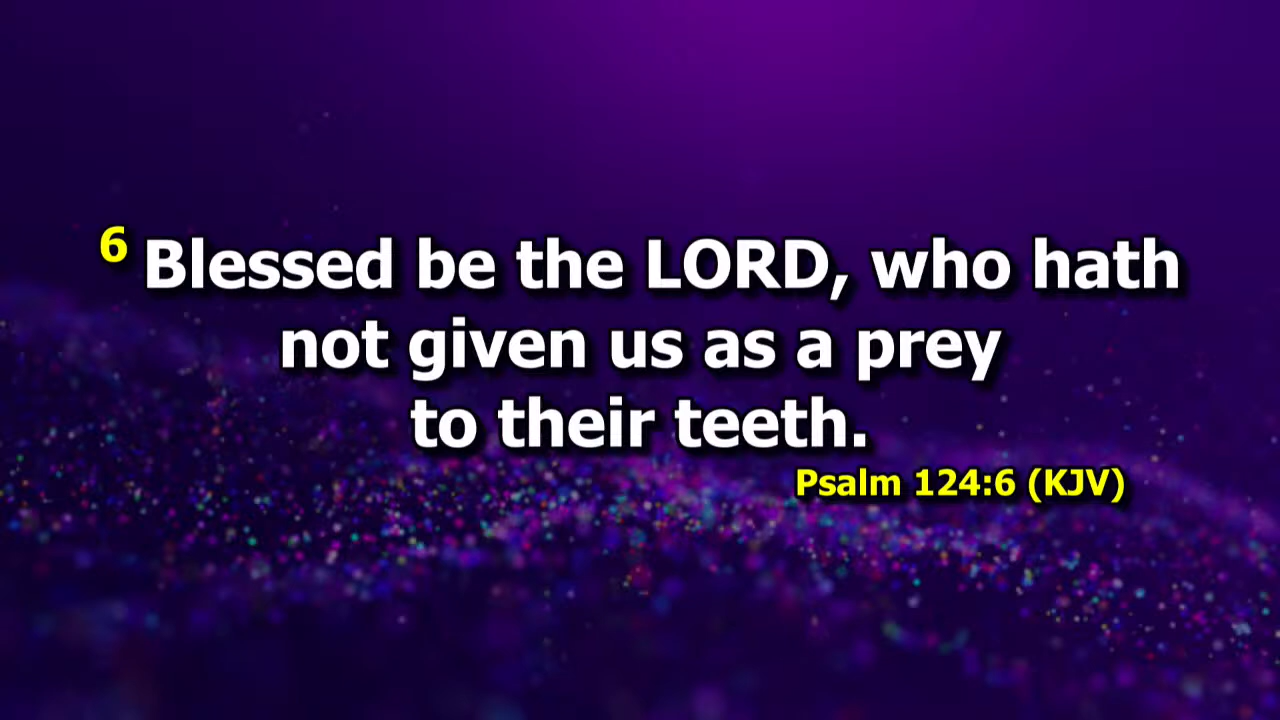 6 Blessed be the LORD, who hath
not given us as a prey
to their teeth.
Psalm 124:6 (KJV)